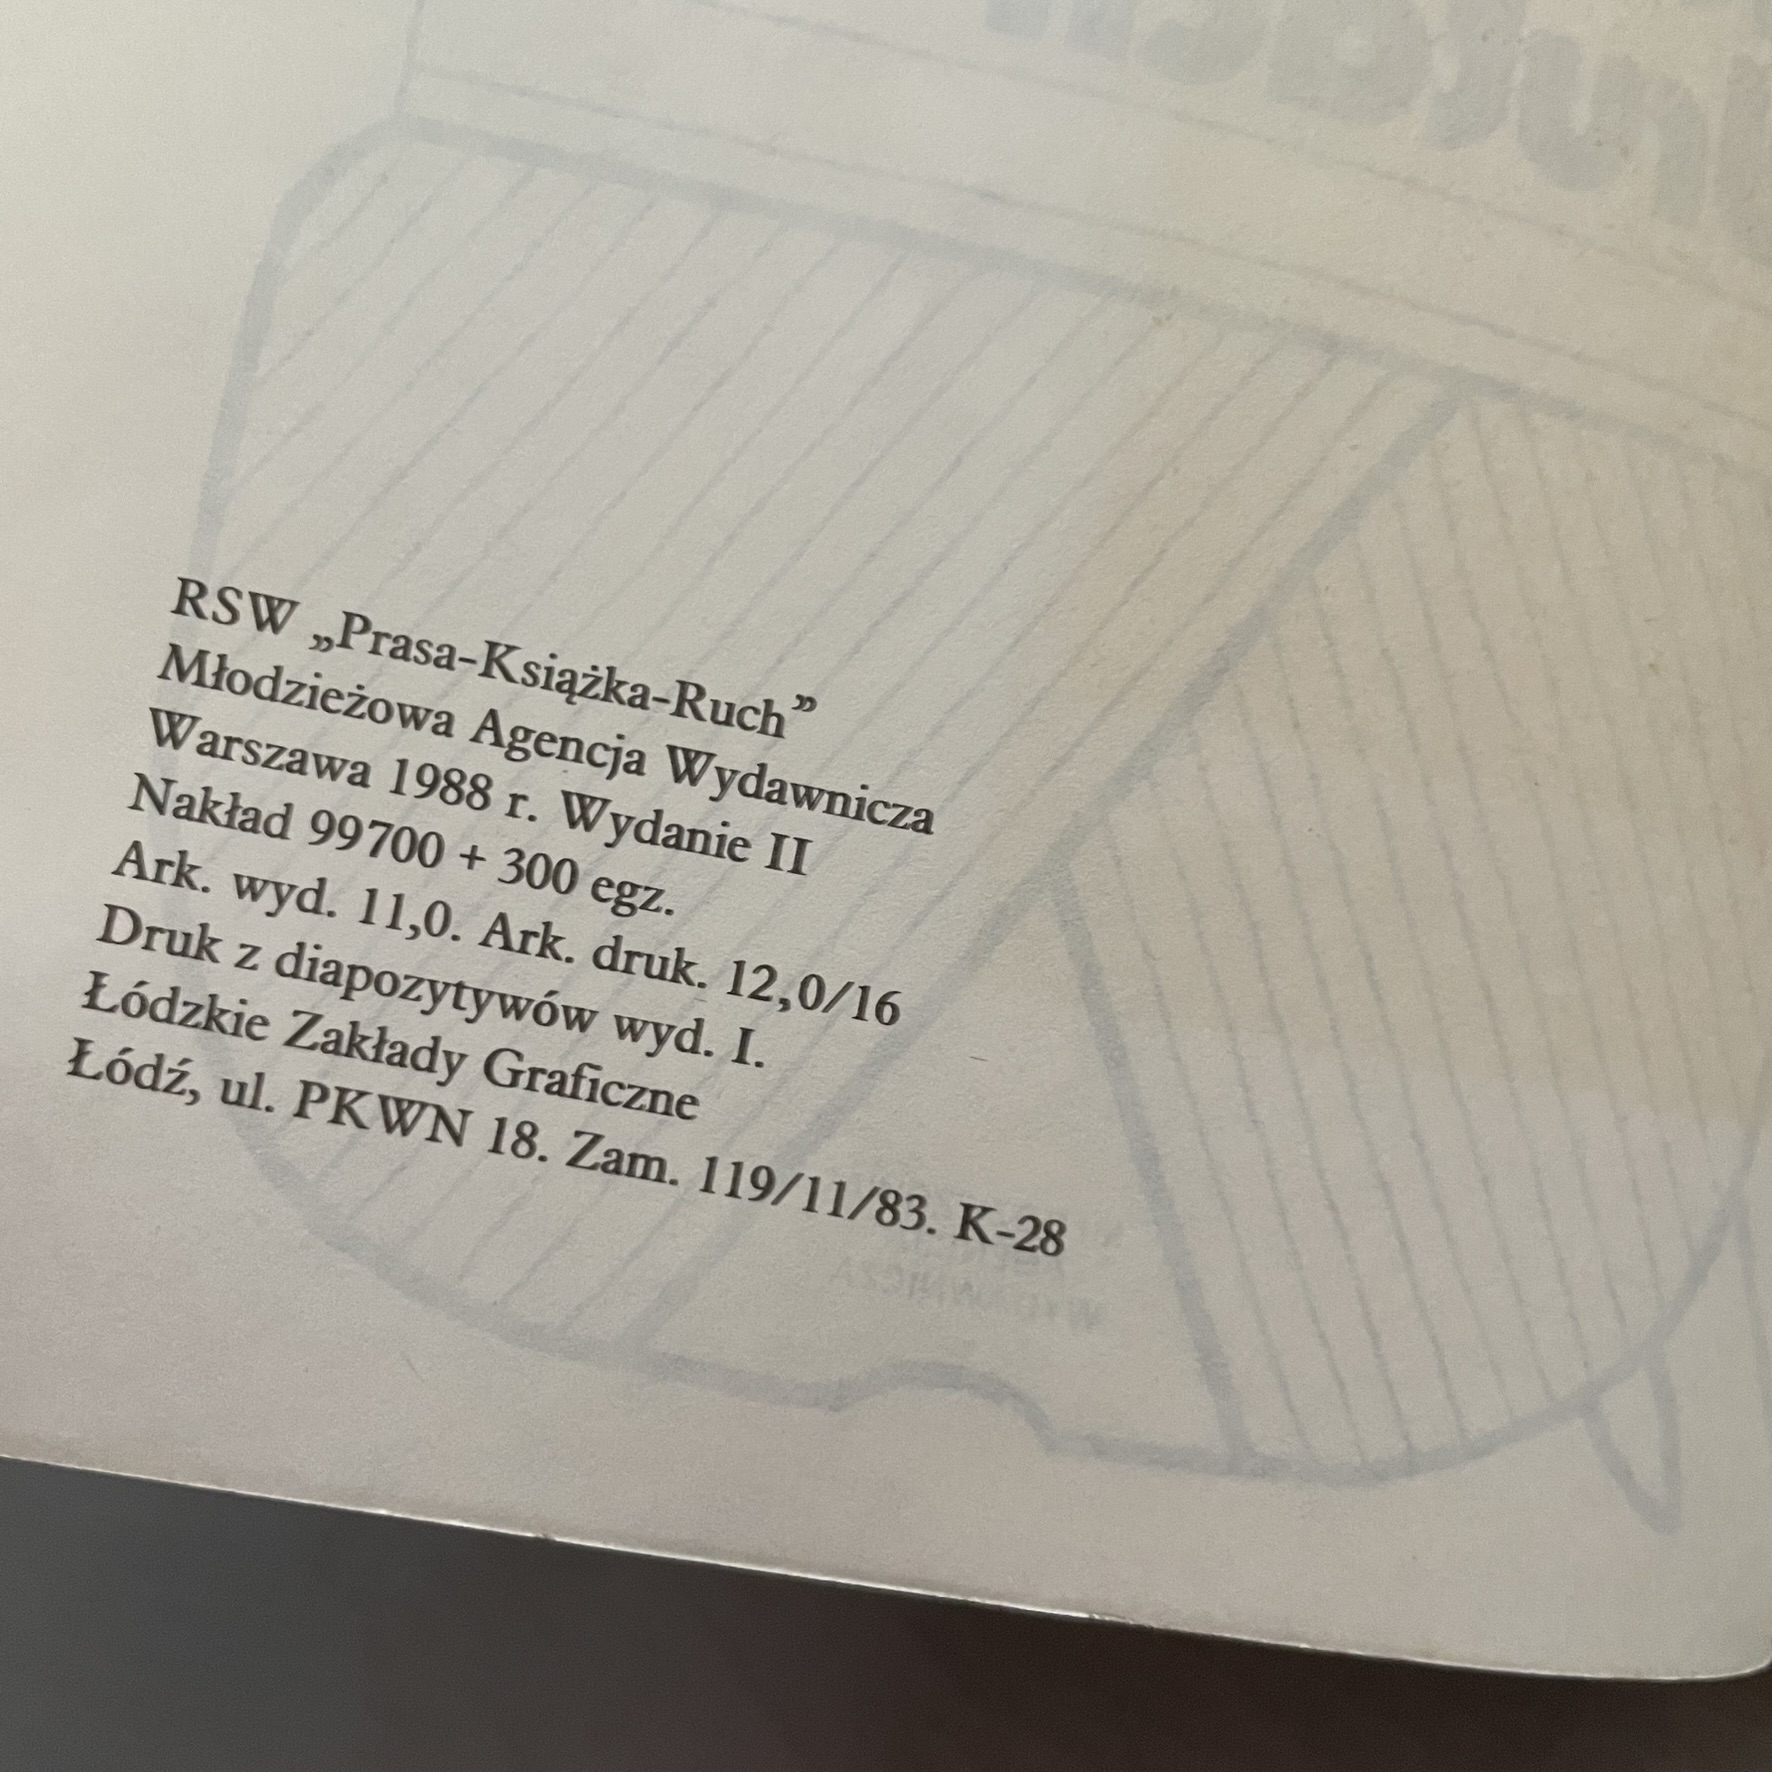 RSW „Prasa-Książka-Ruch”
Młodzieżowa Agencja Wydawnicza
Warszawa 1988 r. Wydanie II
Nakład 99700 + 300 egz.
Ark. wyd. 11,0. Ark. druk. 12,0/16
Druk z diapozytywów wyd. I.
Łódzkie Zakłady Graficzne
Łódź, ul. PKWN 18. Zam. 119/11/83. K-28